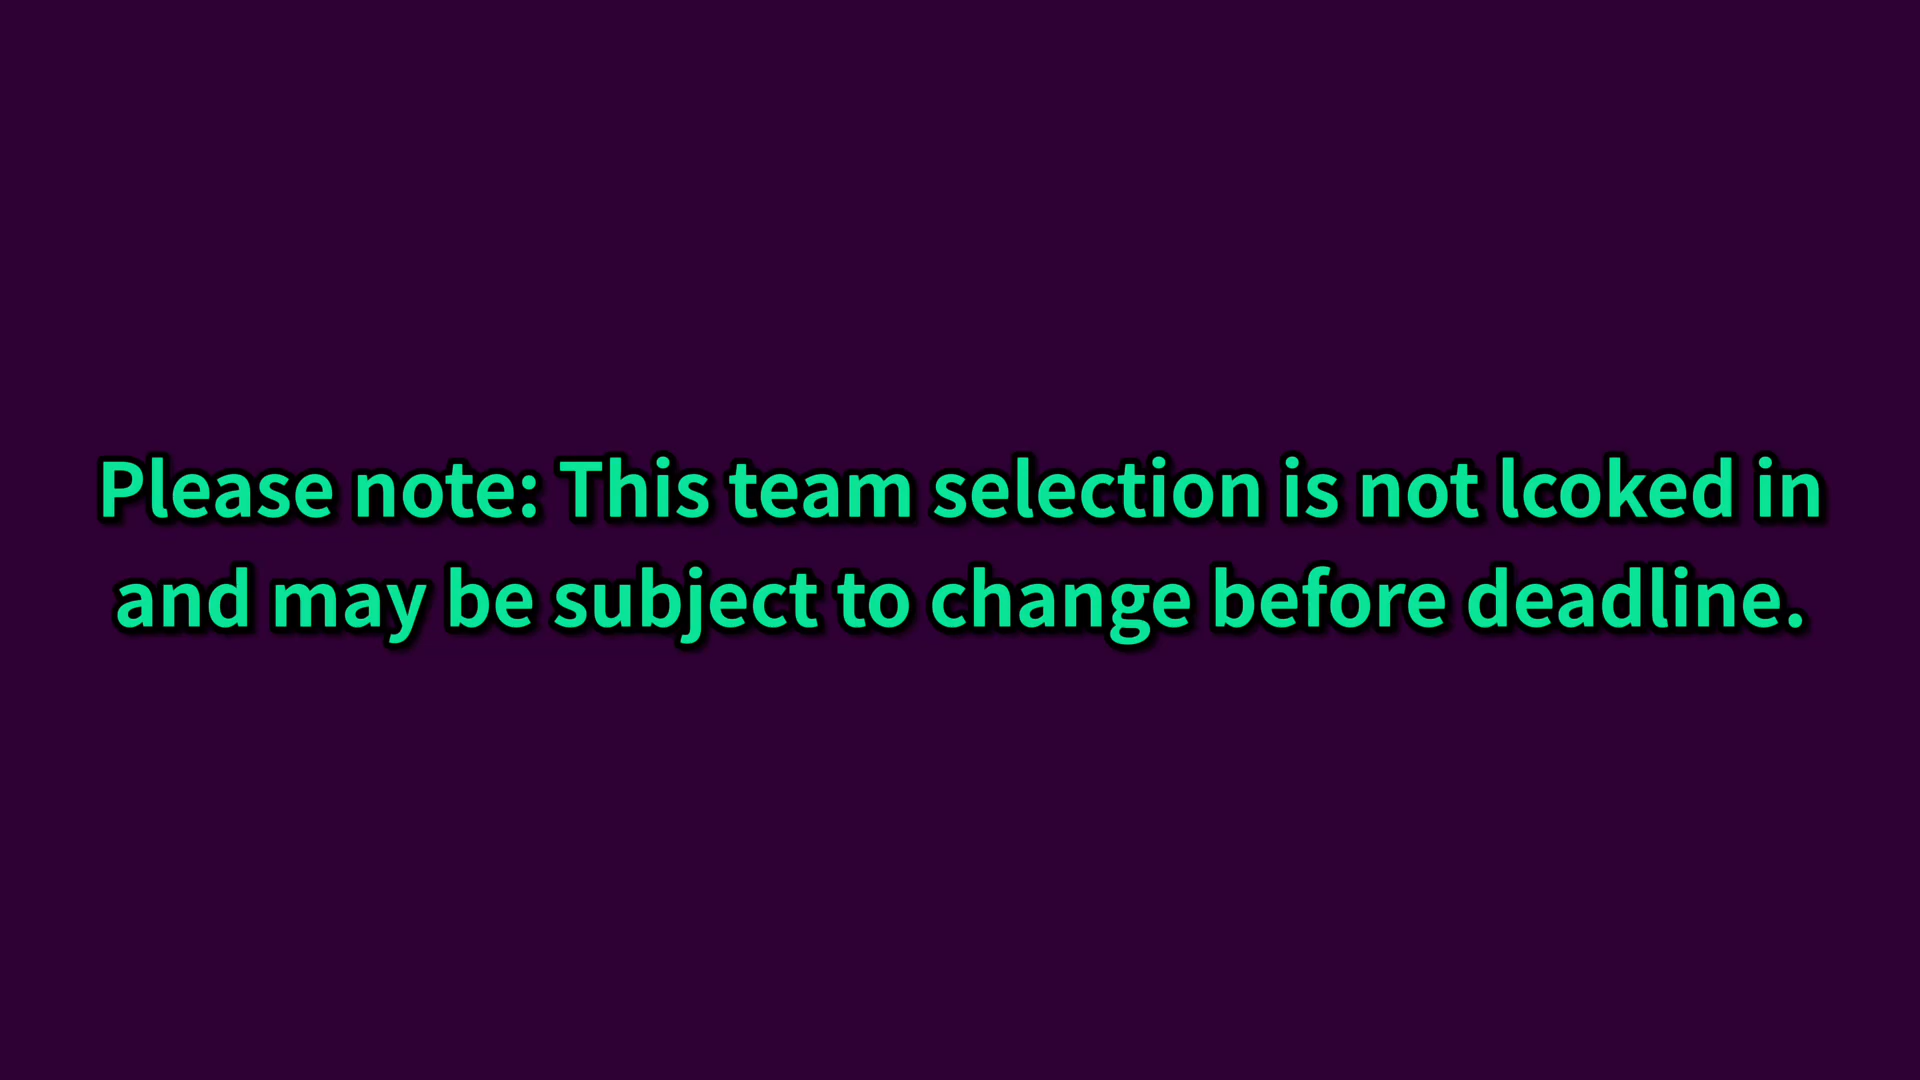 Please note: This team selection is not lcoked in
and may be subject to change before deadline.